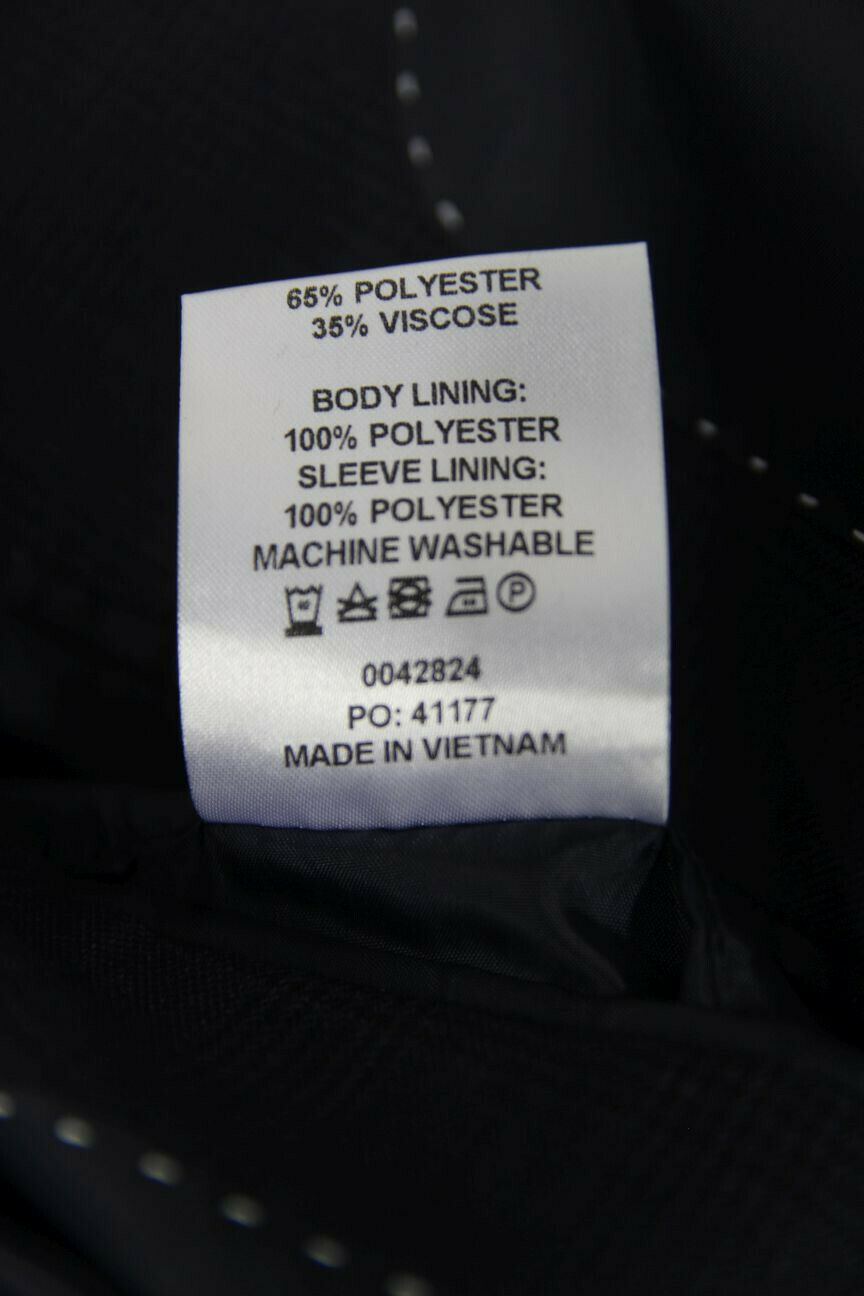 65% POLYESTER
35% VISCOSE
BODY LINING:
100% POLYESTER
SLEEVE LINING:
100% POLYESTER
MACHINE WASHABLE
40
P
0042824
PO: 41177
MADE IN VIETNAM